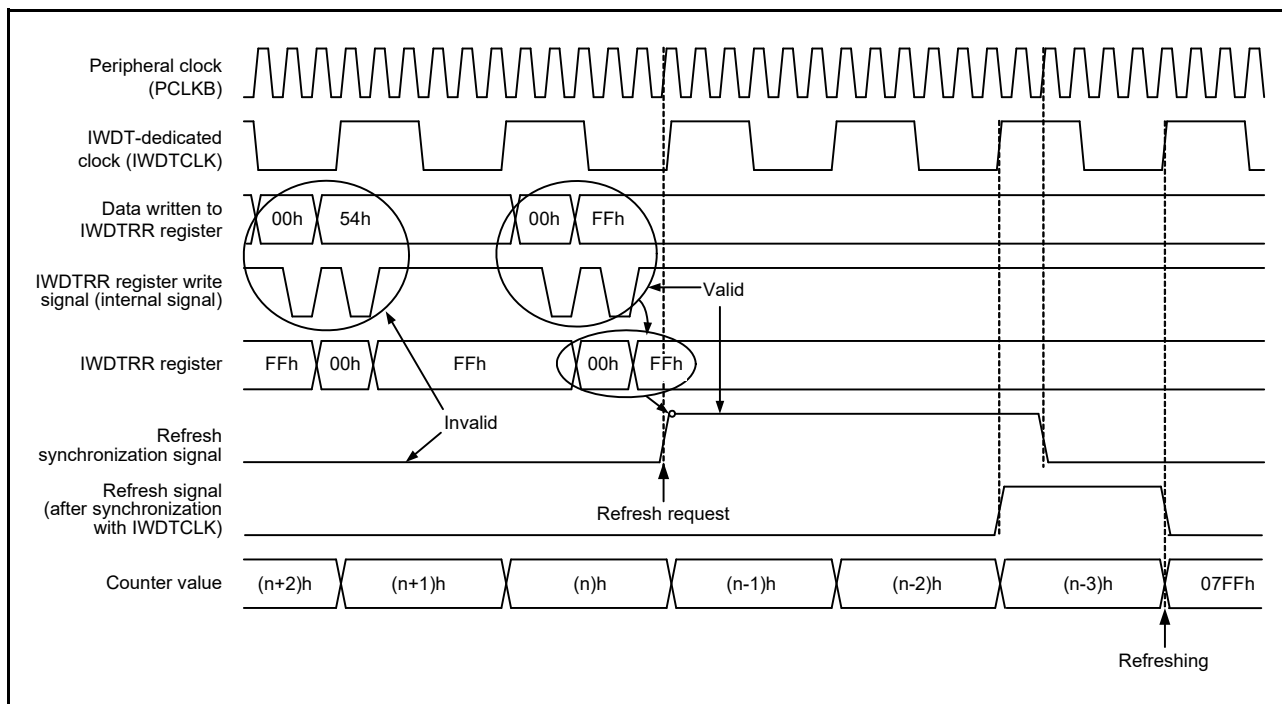 Peripheral clock
(PCLKB)
IWDT-dedicated
clock (IWDTCLK)
Data written to
IWDTRR register
00h
54h
00h
FFh
IWDTRR register write
signal (internal signal)
Valid
IWDTRR register
FFh
00h
FFh
00h
FFh
Invalid
Refresh
synchronization signal
Refresh signal
(after synchronization
with IWDTCLK)
Refresh request
Counter value
(n+2)h
(n+1)h
(n)h
(n-1)h
(n-2)h
(n-3)h
07FFh
Refreshing